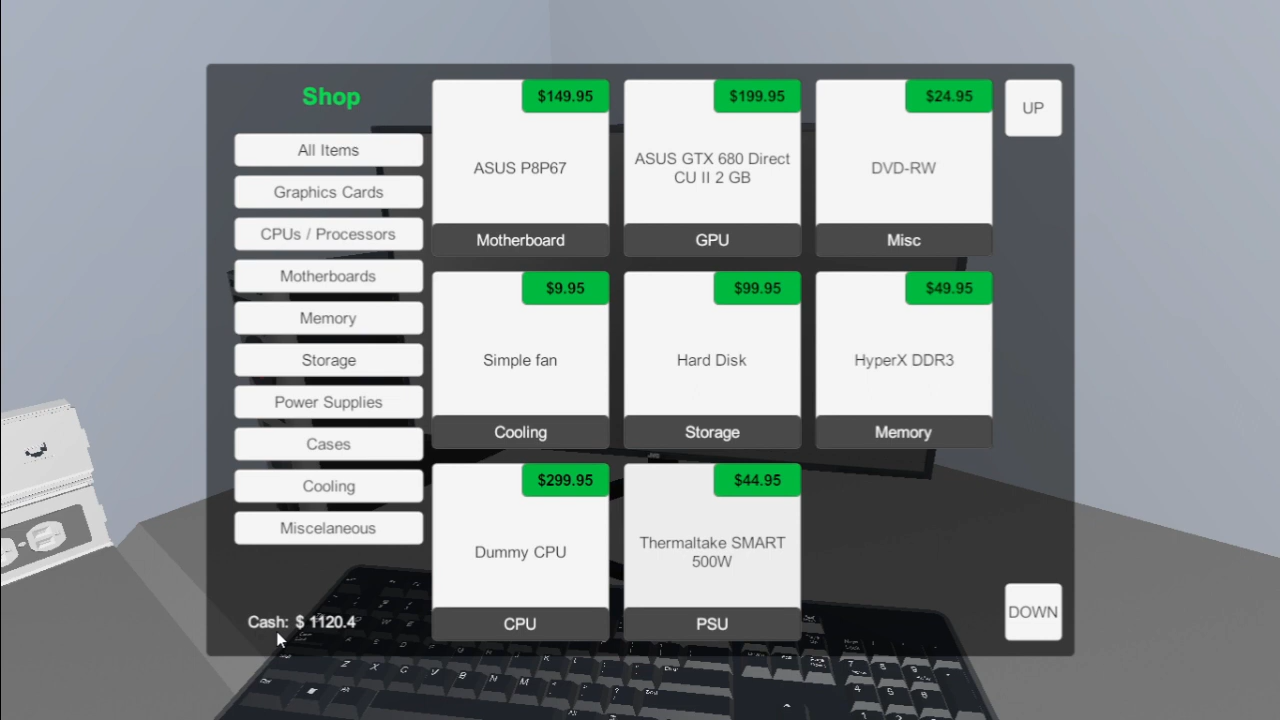 Shop
All Items
Graphics Cards
CPUs / Processors
Motherboards
Memory
Storage
Power Supplies
Cases
Cooling
Miscelaneous
Cash: $ 1120.4
$149.95
ASUS P8P67
Motherboard
$199.95
ASUS GTX 680 Direct
CU II 2 GB
GPU
$24.95
DVD-RW
Misc
$9.95
Simple fan
Cooling
$99.95
Hard Disk
Storage
$49.95
HyperX DDR3
Memory
$299.95
Dummy CPU
CPU
$44.95
Thermaltake SMART
500W
PSU
UP
DOWN